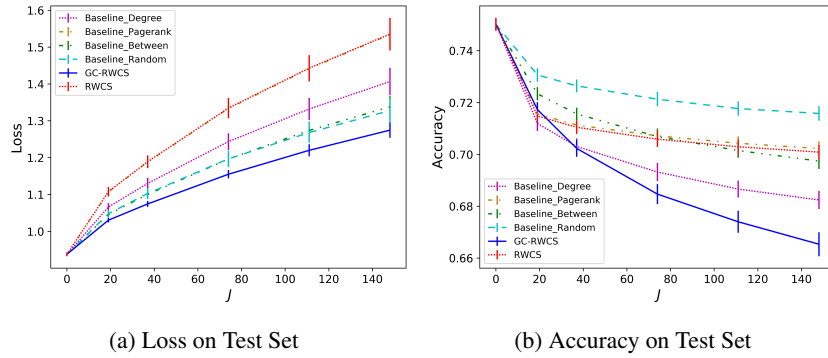 1.6
1.5
1.4
1.3
1.2
1.1
1.0
Loss
Baseline_Degree
Baseline_Pagerank
Baseline_Between
Baseline_Random
GC-RWCS
RWCS
0 20 40 60 80 100 120 140
J
(a) Loss on Test Set
0.74
0.72
0.70
0.68
0.66
Accuracy
Baseline_Degree
Baseline_Pagerank
Baseline_Between
Baseline_Random
GC-RWCS
RWCS
0 20 40 60 80 100 120 140
J
(b) Accuracy on Test Set